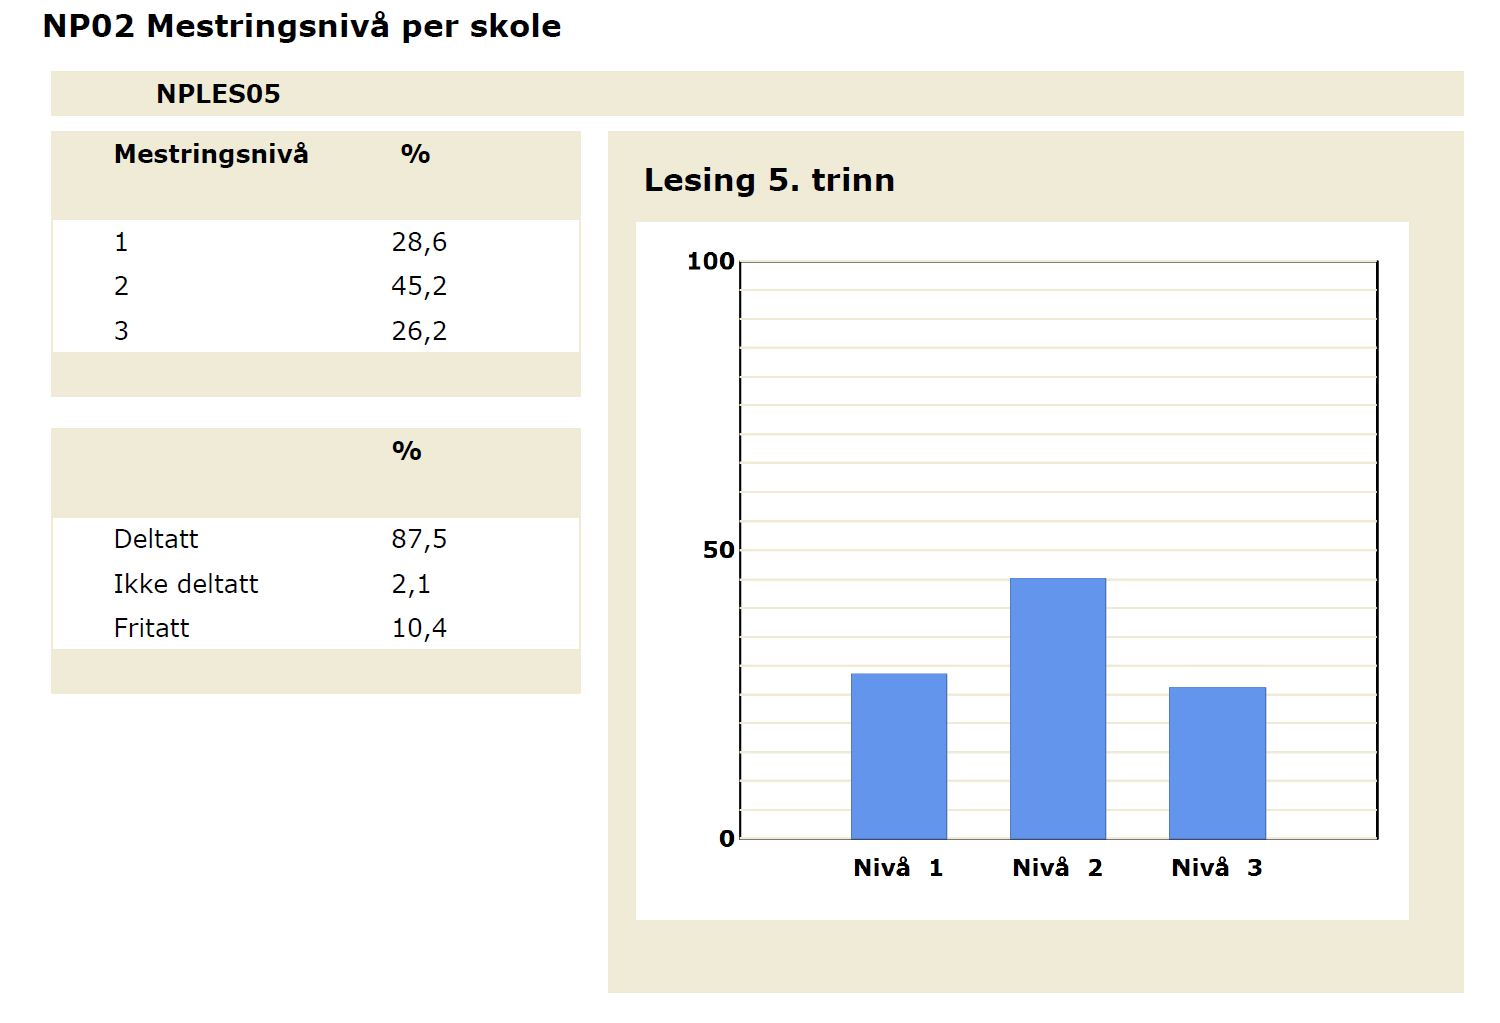 NP02 Mestringsnivå per skole
NPLES05
Mestringsnivå %
1 28,6
2 45,2
3 26,2
%
Deltatt 87,5
Ikke deltatt 2,1
Fritatt 10,4
Lesing 5. trinn
100
50
0
Nivå 1 Nivå 2 Nivå 3